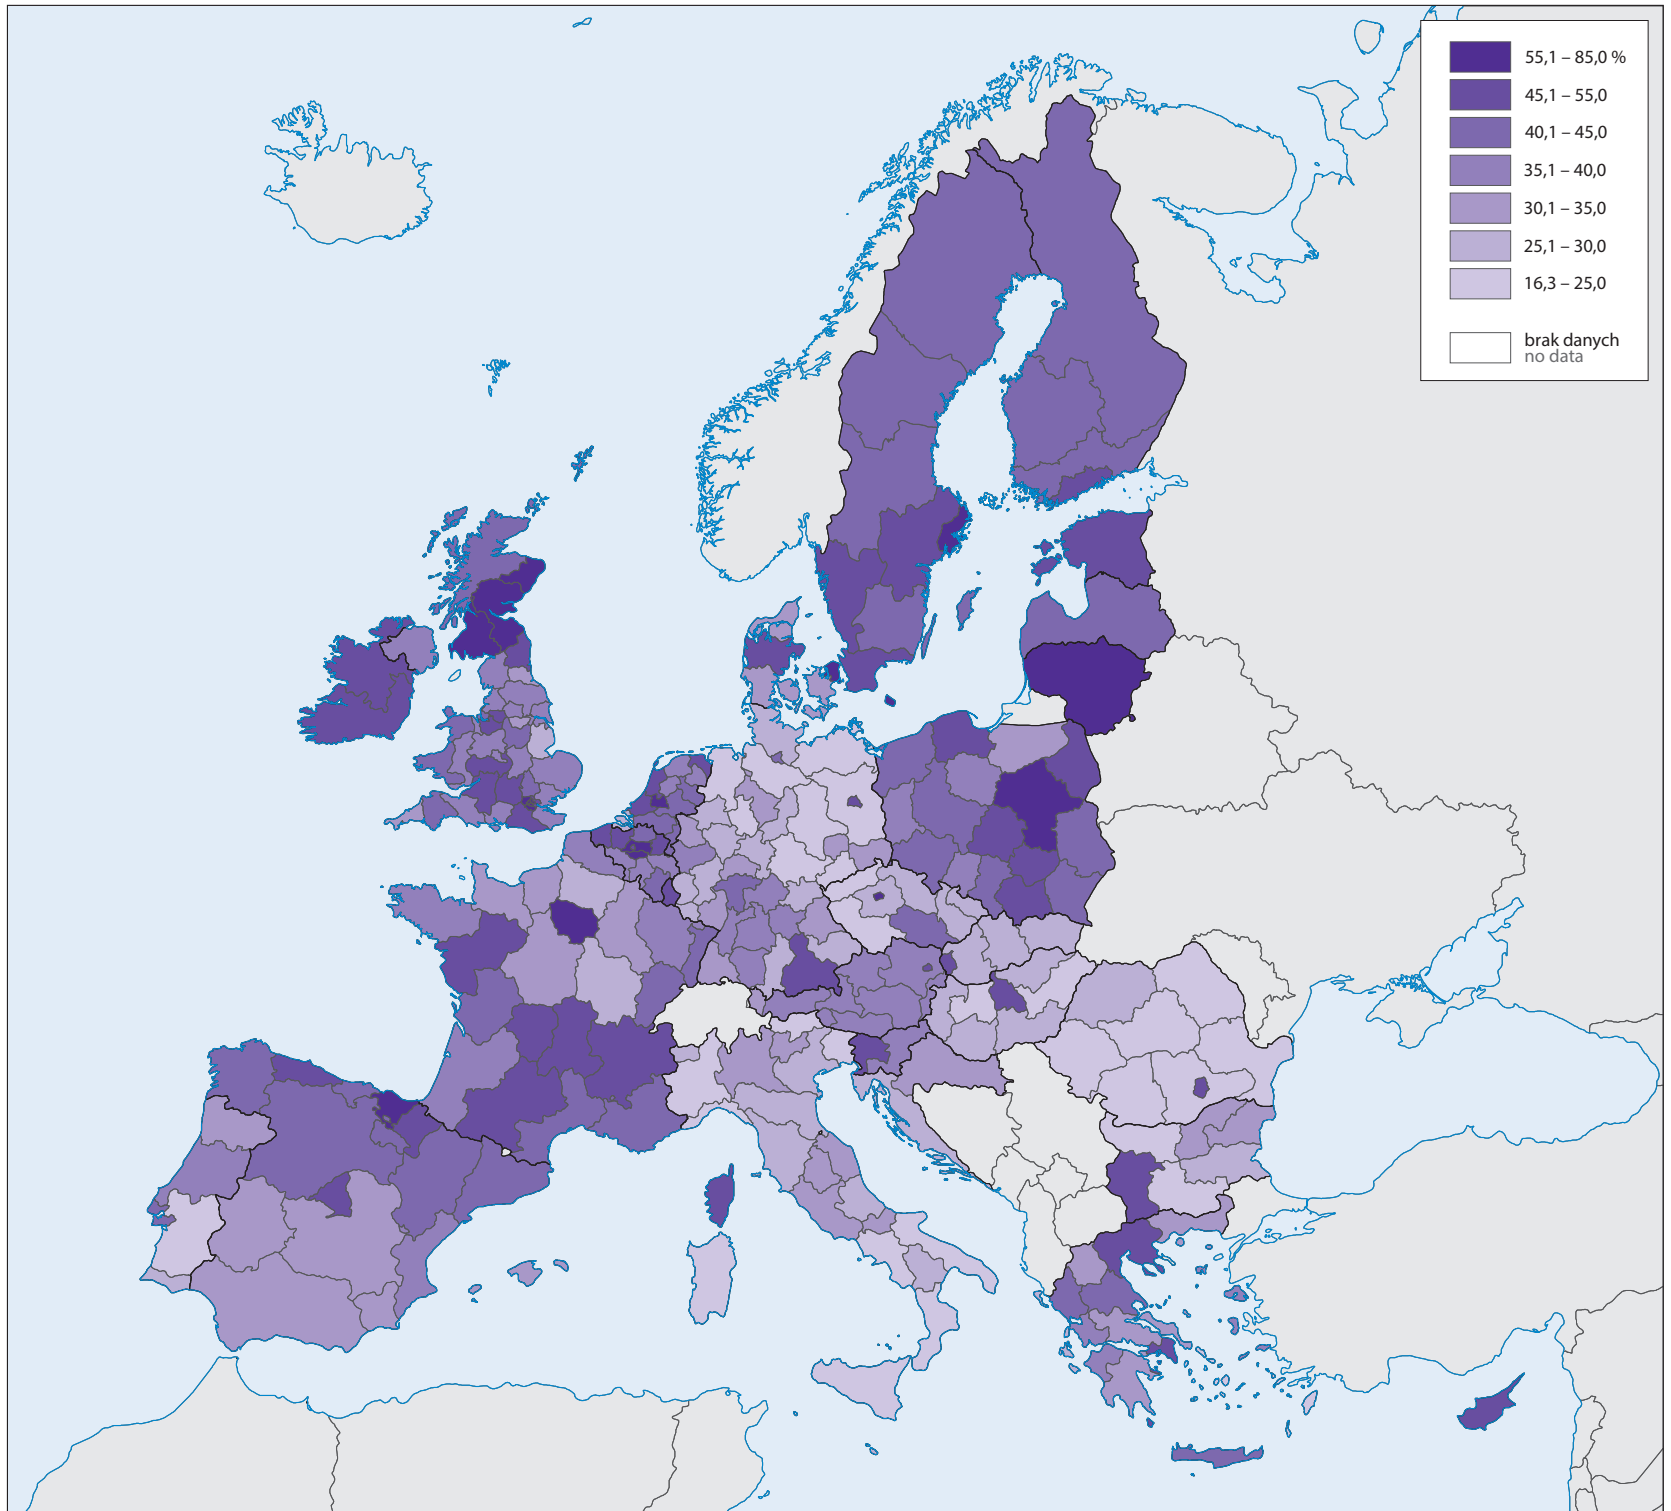 55,1 – 85,0 %
45,1 – 55,0
40,1 – 45,0
35,1 – 40,0
30,1 – 35,0
25,1 – 30,0
16,3 – 25,0
brak danych
no data